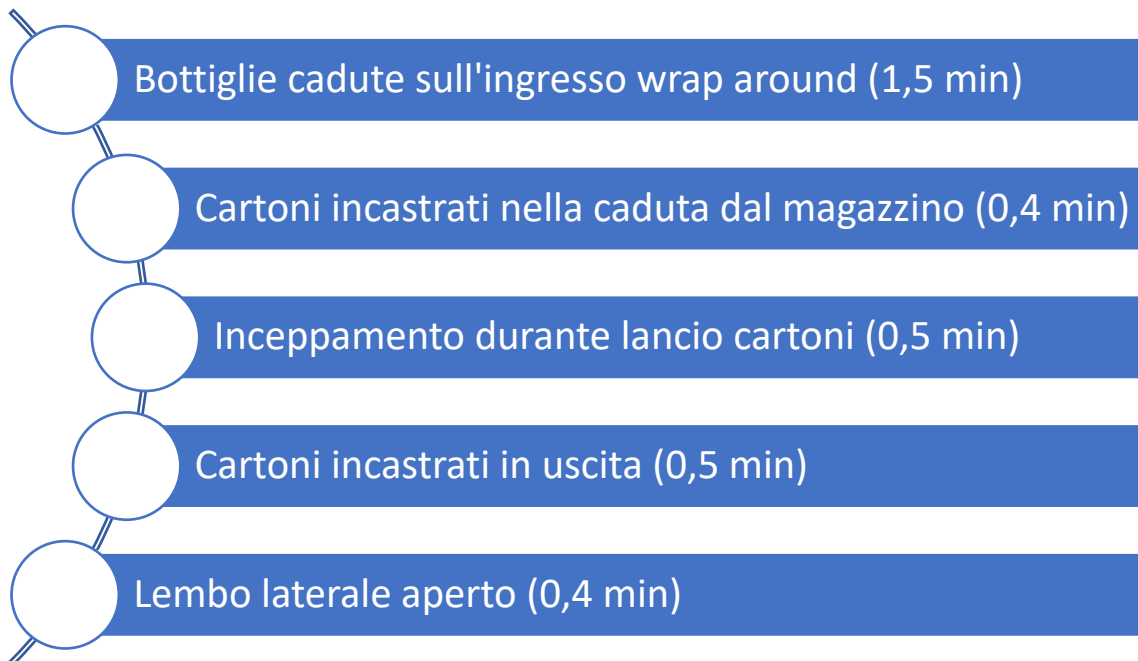 Bottiglie cadute sull'ingresso wrap around (1,5 min)
Cartoni incastrati nella caduta dal magazzino (0,4 min)
Inceppamento durante lancio cartoni (0,5 min)
Cartoni incastrati in uscita (0,5 min)
Lembo laterale aperto (0,4 min)